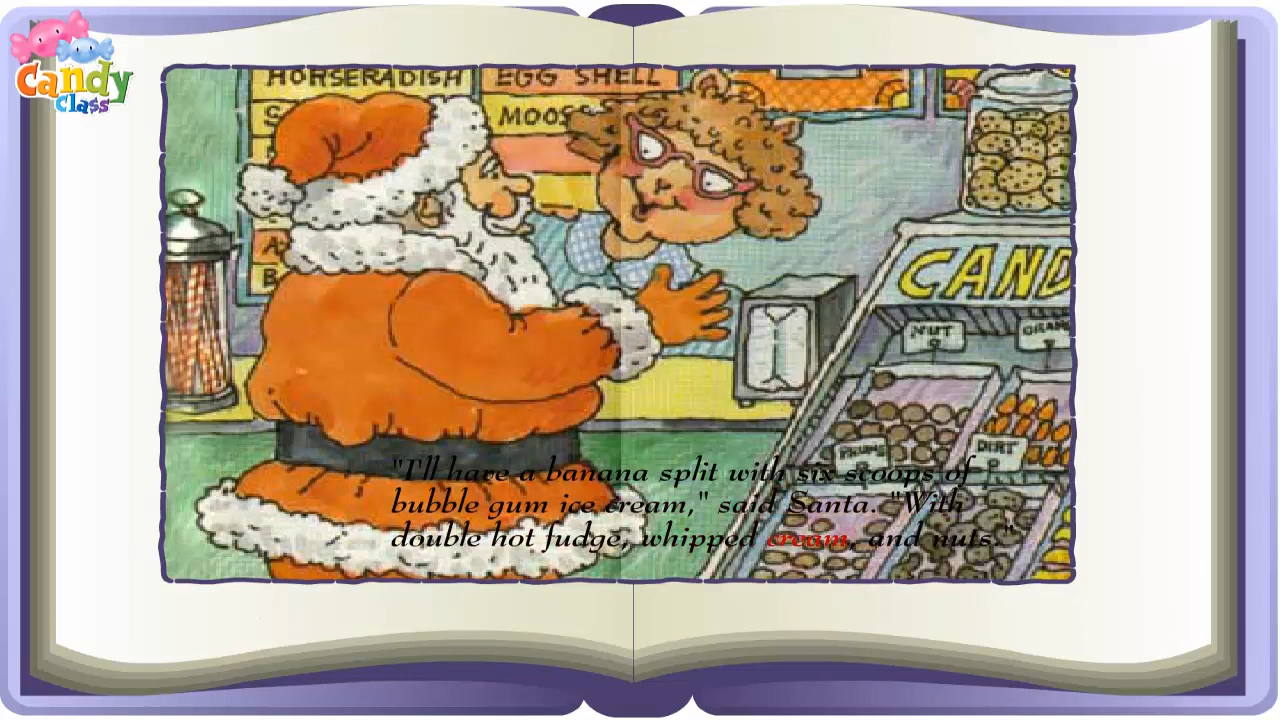 Candy
Class
HORSERADISH
EGG SHELL
CAND
NUT
DIRT
"I'll have a banana split with six scoops of
bubble gum ice cream," said Santa. "With
double hot fudge, whipped cream, and nuts."